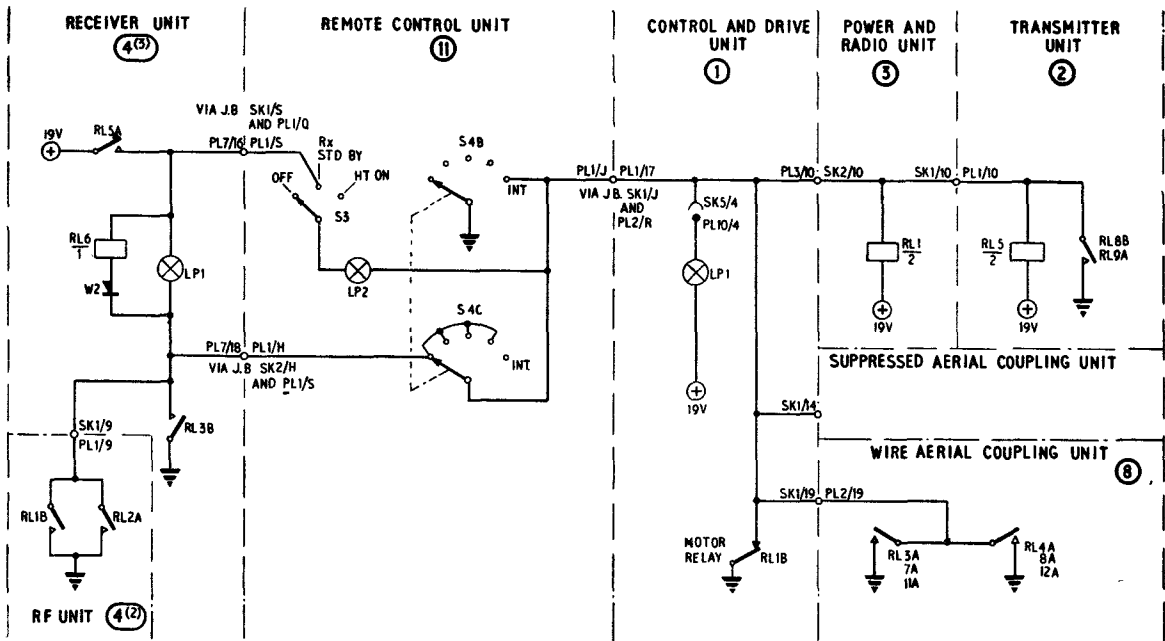 RECEIVER UNIT
4(3)
REMOTE CONTROL UNIT
11
CONTROL AND DRIVE
UNIT
1
POWER AND
RADIO UNIT
3
TRANSMITTER
UNIT
2
19V
RL5A
VIA J.B SK1/S
AND PL1/Q
PL7/16
PL1/S
Rx
STD BY
OFF
HT ON
S3
S4B
INT
PL1/J
PL1/17
VIA J.B. SK1/J
AND
PL2/R
SK5/4
PL10/4
PL3/10
SK2/10
SK1/10
PL1/10
RL6
1
W2
LP1
LP2
LP1
RL1
2
RL5
2
RL8B
RL9A
19V
19V
19V
S4C
INT
PL7/18
PL1/H
VIA J.B SK2/H
AND PL1/S
SUPPRESSED AERIAL COUPLING UNIT
SK1/14
SK1/9
PL1/9
RL3B
WIRE AERIAL COUPLING UNIT
8
SK1/19
PL2/19
RL1B
RL2A
MOTOR
RELAY
RL1B
RL3A
7A
11A
RL4A
8A
12A
RF UNIT
4(2)